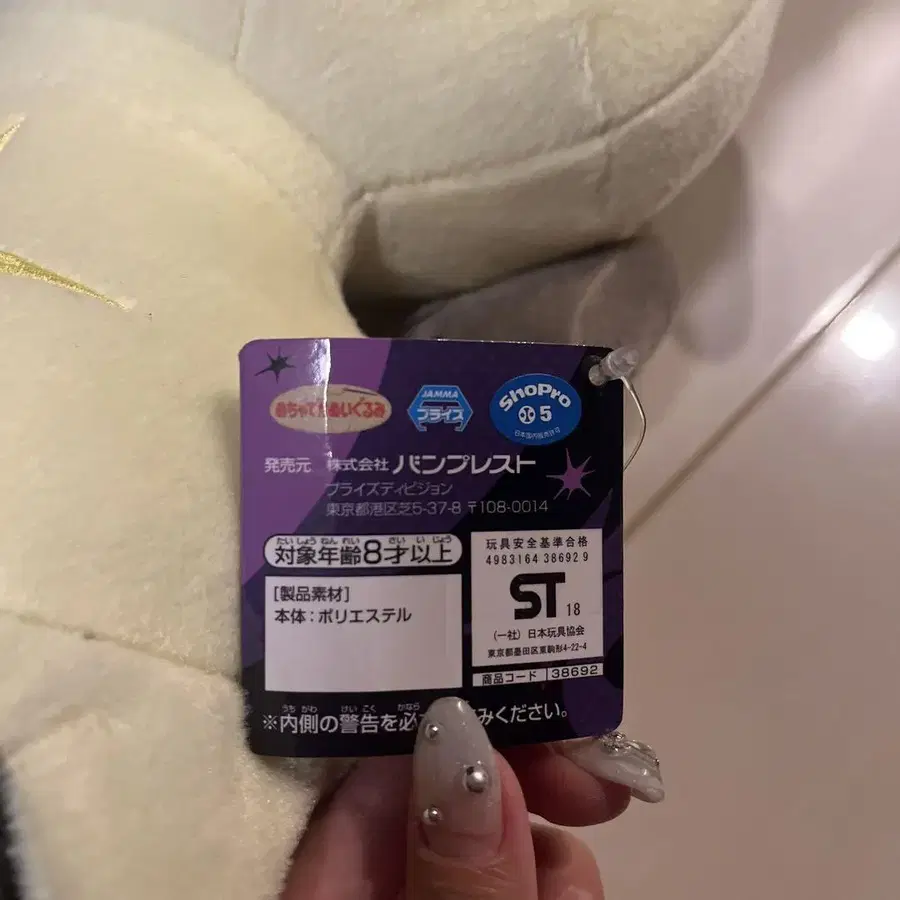 めちゃでかぬいぐるみ
JAMMA
プライズ
ShoPro
5
日本国内販売許可
発売元 株式会社 バンプレスト
プライズディビジョン
東京都港区芝5-37-8 〒108-0014
たいしょうねんれい さいいじょう
対象年齢8才以上
[製品素材]
本体：ポリエステル
玩具安全基準合格
4983164 38692 9
ST 18
(一社) 日本玩具協会
東京都墨田区東駒形4-22-4
商品コード 38692
うちがわ けいこく かなら
※内側の警告を必 みください。